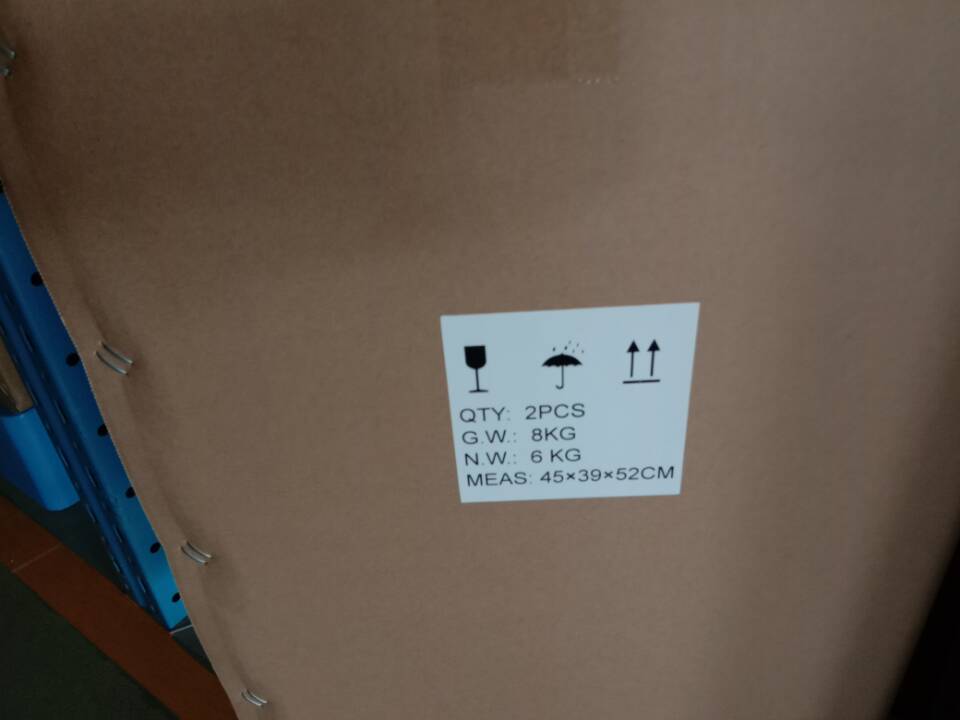 QTY: 2PCS
G.W.: 8KG
N.W.: 6 KG
MEAS: 45×39×52CM